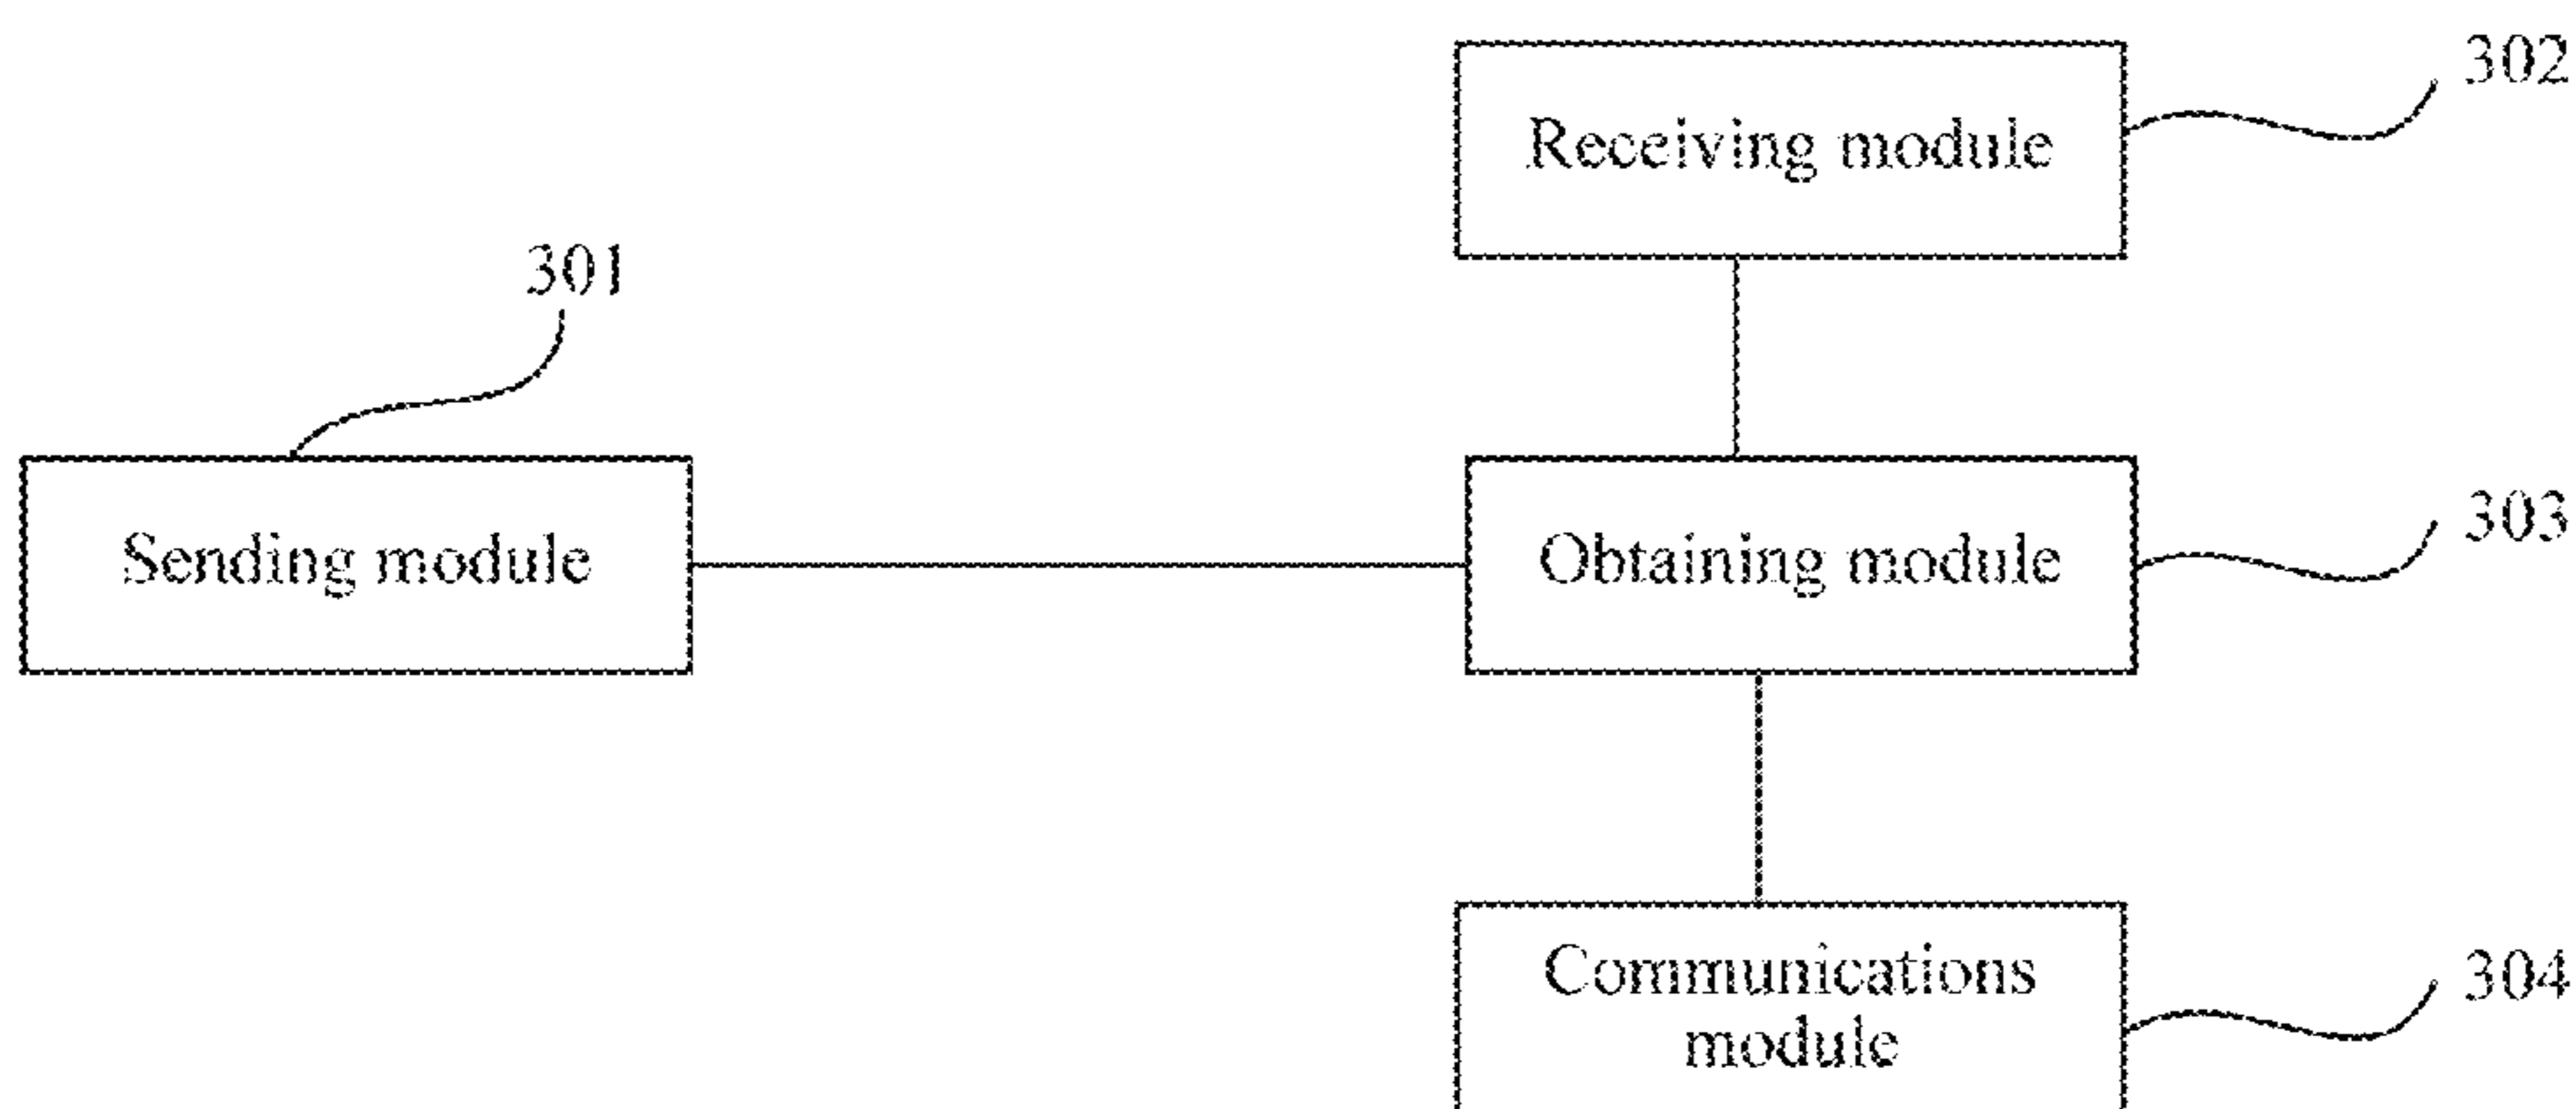 302
Receiving module
301
Sending module
Obtaining module
303
Communications
module
304